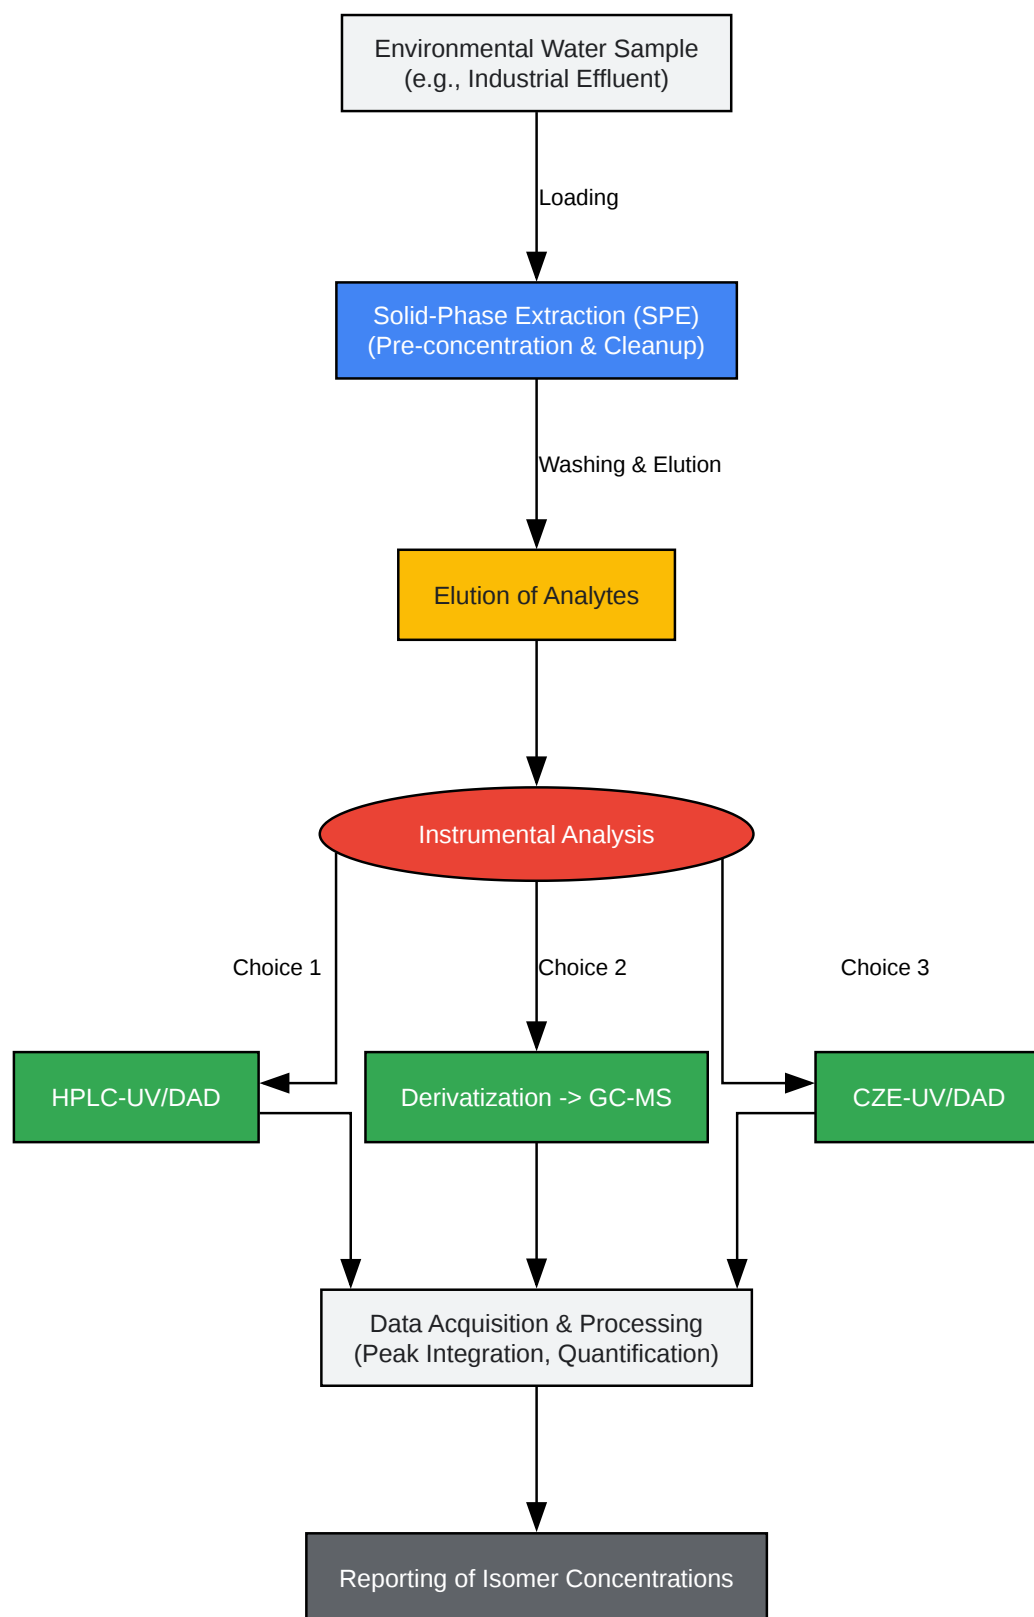 Environmental Water Sample
(e.g., Industrial Effluent)
Loading
Solid-Phase Extraction (SPE)
(Pre-concentration & Cleanup)
Washing & Elution
Elution of Analytes
Instrumental Analysis
Choice 1
Choice 2
Choice 3
HPLC-UV/DAD
Derivatization -> GC-MS
CZE-UV/DAD
Data Acquisition & Processing
(Peak Integration, Quantification)
Reporting of Isomer Concentrations